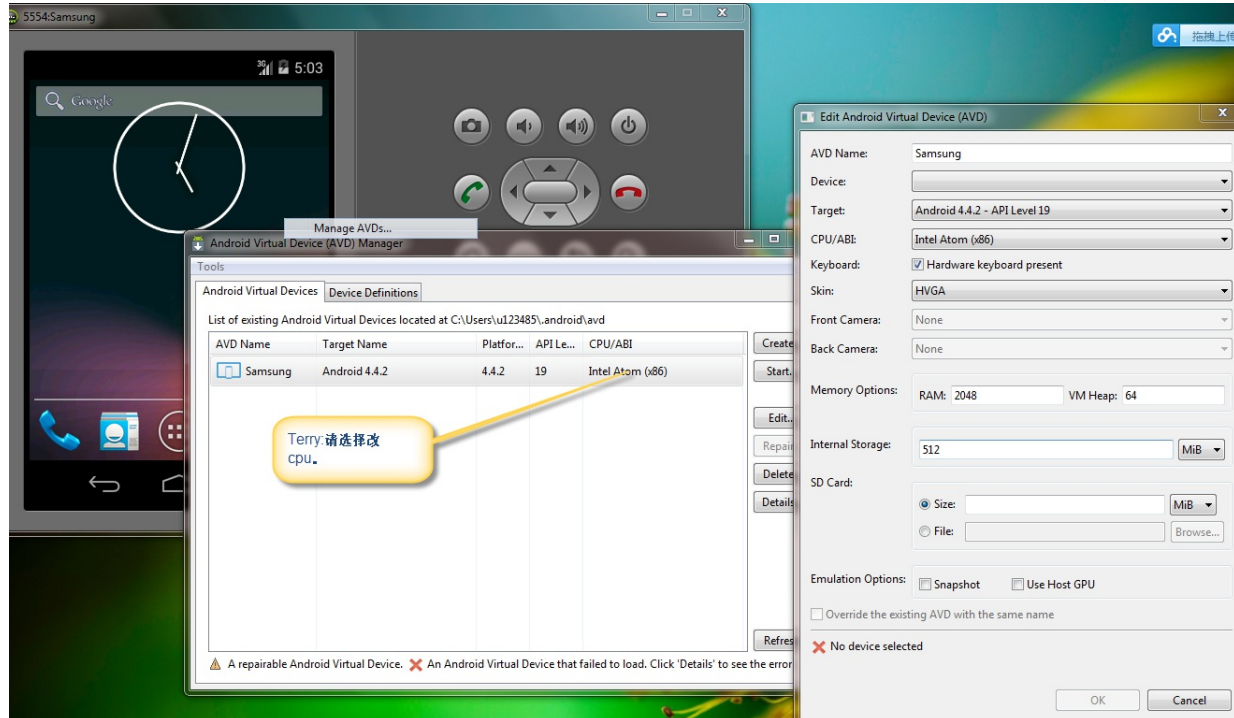 5554:Samsung
3G 5:03
Google
拖拽上传
Manage AVDs...
Android Virtual Device (AVD) Manager
Tools
Android Virtual Devices
Device Definitions
List of existing Android Virtual Devices located at C:\Users\u123485\.android\avd
AVD Name Target Name Platfor... API Le... CPU/ABI
Samsung Android 4.4.2 4.4.2 19 Intel Atom (x86)
Terry:请选择改
cpu。
Create
Start.
Edit..
Repair
Delete
Details
Refres
A repairable Android Virtual Device. An Android Virtual Device that failed to load. Click 'Details' to see the error
Edit Android Virtual Device (AVD)
AVD Name: Samsung
Device:
Target: Android 4.4.2 - API Level 19
CPU/ABI: Intel Atom (x86)
Keyboard: Hardware keyboard present
Skin: HVGA
Front Camera: None
Back Camera: None
Memory Options: RAM: 2048 VM Heap: 64
Internal Storage: 512 MiB
SD Card:
Size: MiB
File: Browse...
Emulation Options: Snapshot Use Host GPU
Override the existing AVD with the same name
No device selected
OK Cancel